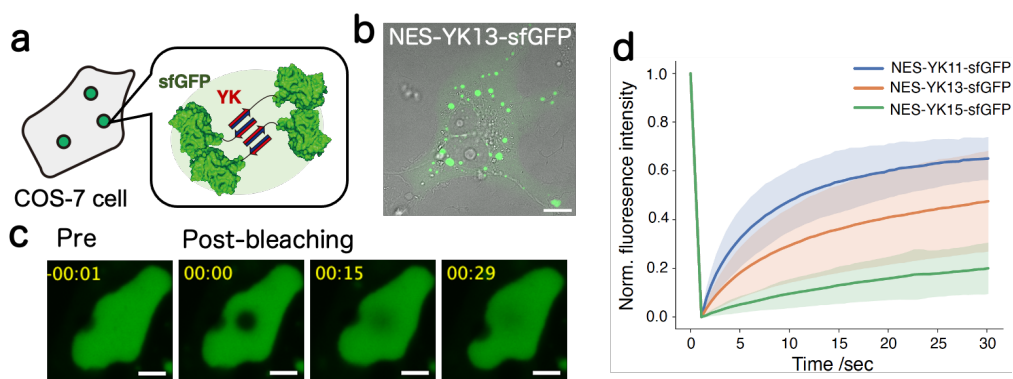 a
sfGFP
YK
COS-7 cell
b
NES-YK13-sfGFP
c
Pre
Post-bleaching
-00:01
00:00
00:15
00:29
d
NES-YK11-sfGFP
NES-YK13-sfGFP
NES-YK15-sfGFP
Norm. fluoresence intensity
1.0
0.8
0.6
0.4
0.2
0.0
0
5
10
15
20
25
30
Time /sec